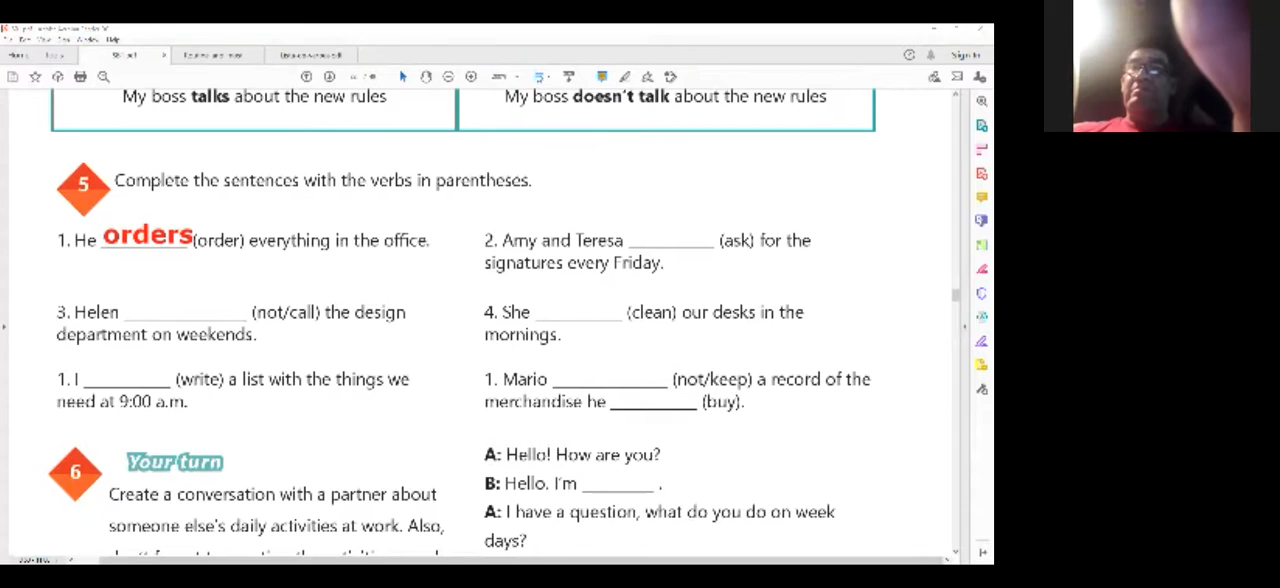 Home
Sign In
My boss talks about the new rules
My boss doesn't talk about the new rules
5 Complete the sentences with the verbs in parentheses.
1. He orders (order) everything in the office.
2. Amy and Teresa __________ (ask) for the
signatures every Friday.
3. Helen ______________ (not/call) the design
department on weekends.
4. She __________ (clean) our desks in the
mornings.
1. I __________ (write) a list with the things we
need at 9:00 a.m.
1. Mario _____________ (not/keep) a record of the
merchandise he __________ (buy).
6 Your turn
Create a conversation with a partner about
someone else's daily activities at work. Also,
A: Hello! How are you?
B: Hello. I'm ________ .
A: I have a question, what do you do on week
days?